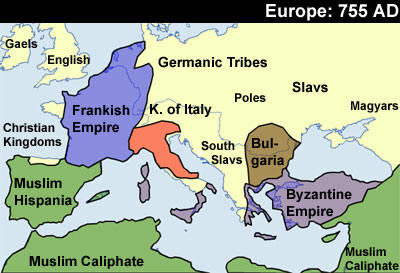 Europe: 755 AD
Gaels
English
Germanic Tribes
Slavs
Poles
Magyars
Frankish
Empire
K. of Italy
Christian
Kingdoms
South
Slavs
Bul-
garia
Muslim
Hispania
Byzantine
Empire
Muslim Caliphate
Muslim
Caliphate